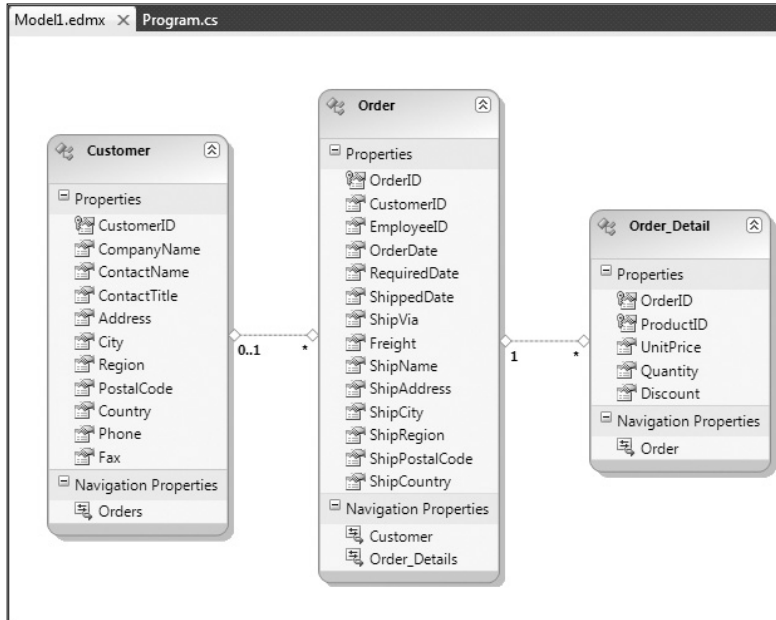 Model1.edmx Program.cs
Customer
Properties
CustomerID
CompanyName
ContactName
ContactTitle
Address
City
Region
PostalCode
Country
Phone
Fax
Navigation Properties
Orders
0..1 *
Order
Properties
OrderID
CustomerID
EmployeeID
OrderDate
RequiredDate
ShippedDate
ShipVia
Freight
ShipName
ShipAddress
ShipCity
ShipRegion
ShipPostalCode
ShipCountry
Navigation Properties
Customer
Order_Details
1 *
Order_Detail
Properties
OrderID
ProductID
UnitPrice
Quantity
Discount
Navigation Properties
Order